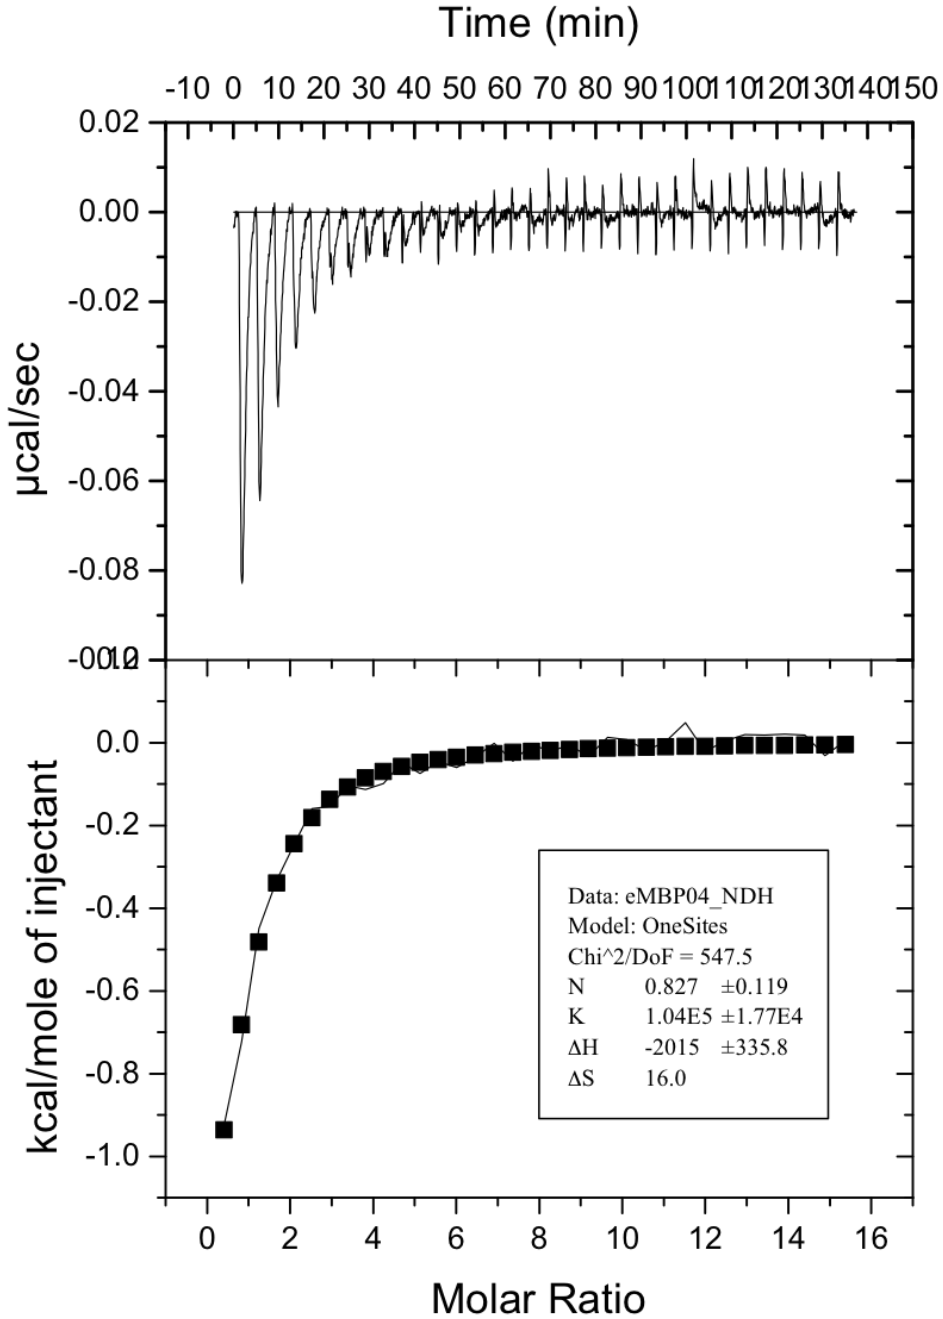 Time (min)
-10 0 10 20 30 40 50 60 70 80 90 100 110 120 130 140 150
0.02
0.00
-0.02
-0.04
-0.06
-0.08
µcal/sec
0.0
-0.2
-0.4
-0.6
-0.8
-1.0
kcal/mole of injectant
Data: eMBP04_NDH
Model: OneSites
Chi^2/DoF = 547.5
N 0.827 ±0.119
K 1.04E5 ±1.77E4
ΔH -2015 ±335.8
ΔS 16.0
0 2 4 6 8 10 12 14 16
Molar Ratio